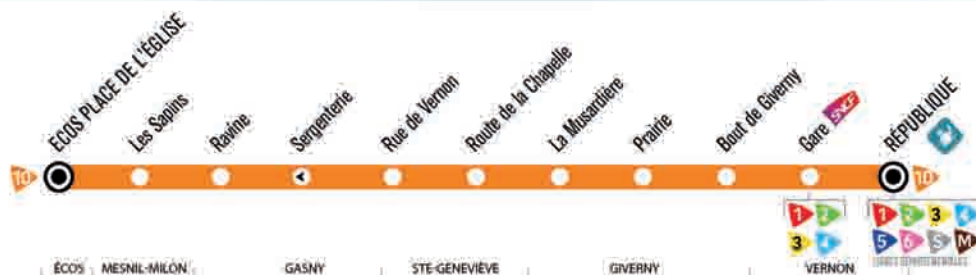 ÉCOS PLACE DE L'ÉGLISE
Les Sapins
Ravine
Sergenterie
Rue de Vernon
Route de la Chapelle
La Musardière
Prairie
Bout de Giverny
Gare
SNCF
RÉPUBLIQUE
10
10
1 2
3 4
1 2 3 4
5 6 S M
LIGNES DÉPARTEMENTALES
ÉCOS MESNIL-MILON GASNY STE-GENEVIÈVE GIVERNY VERNON